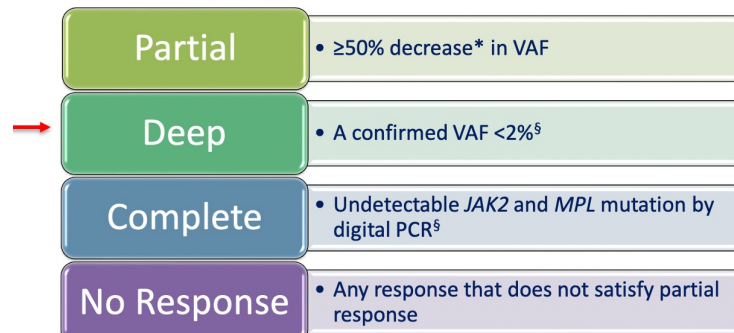 Partial
• ≥50% decrease* in VAF
Deep
• A confirmed VAF <2%§
Complete
• Undetectable JAK2 and MPL mutation by
digital PCR§
No Response
• Any response that does not satisfy partial
response